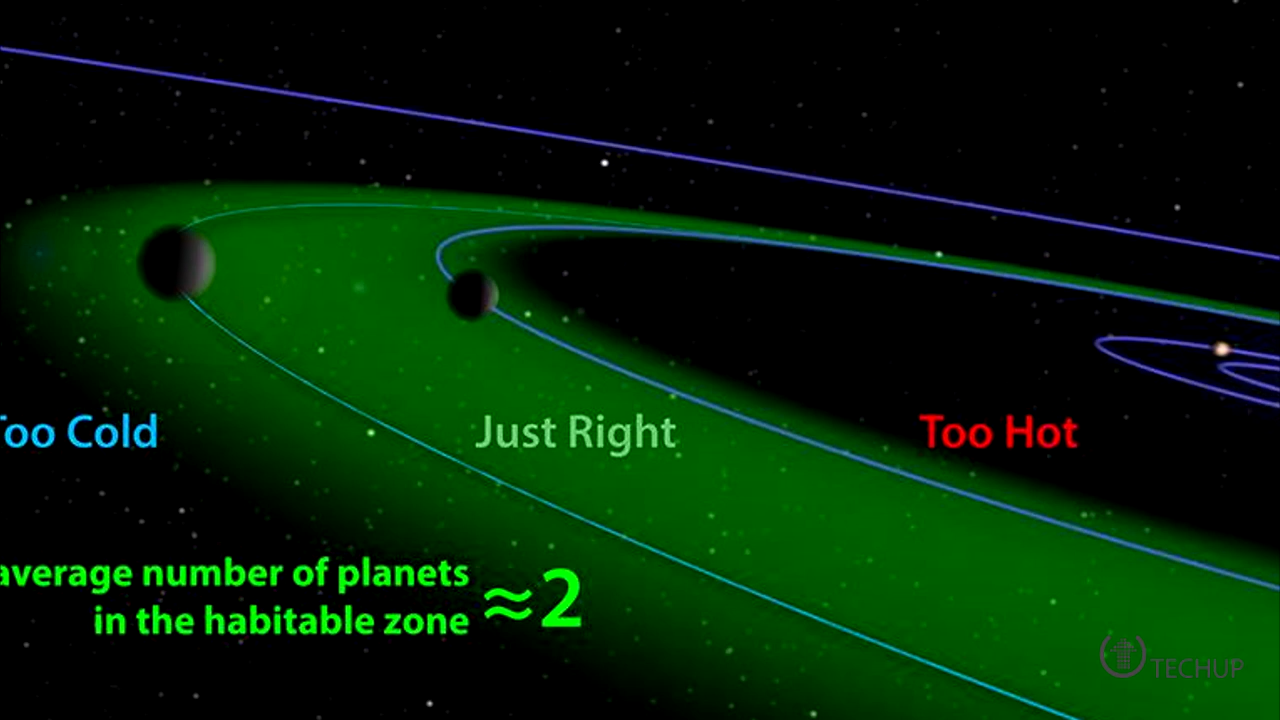 Too Cold
Just Right
Too Hot
average number of planets
in the habitable zone
≈2
TECHUP